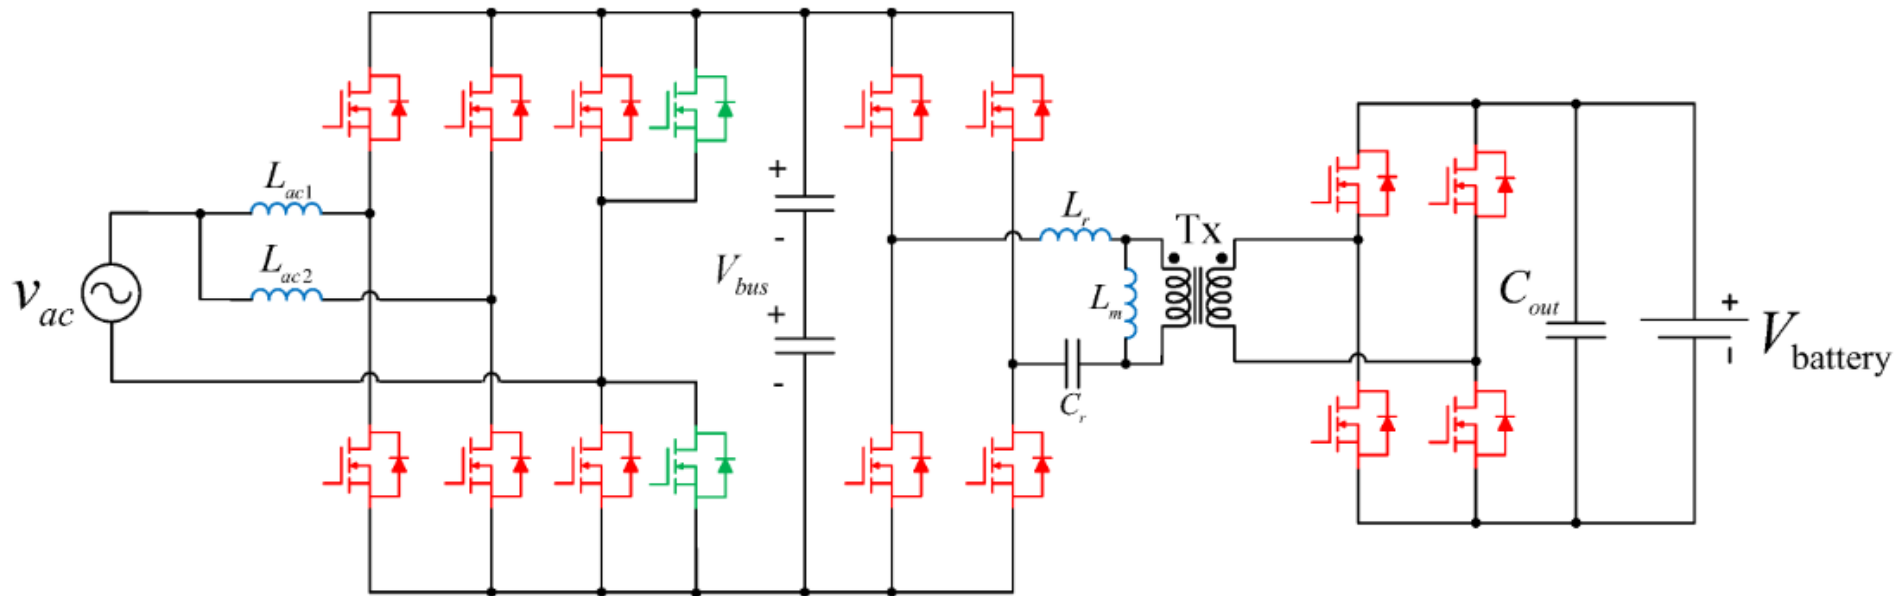 L_ac1
L_ac2
v_ac
+
-
V_bus
+
-
L_r
Tx
L_m
C_r
C_out
+
-
V_battery